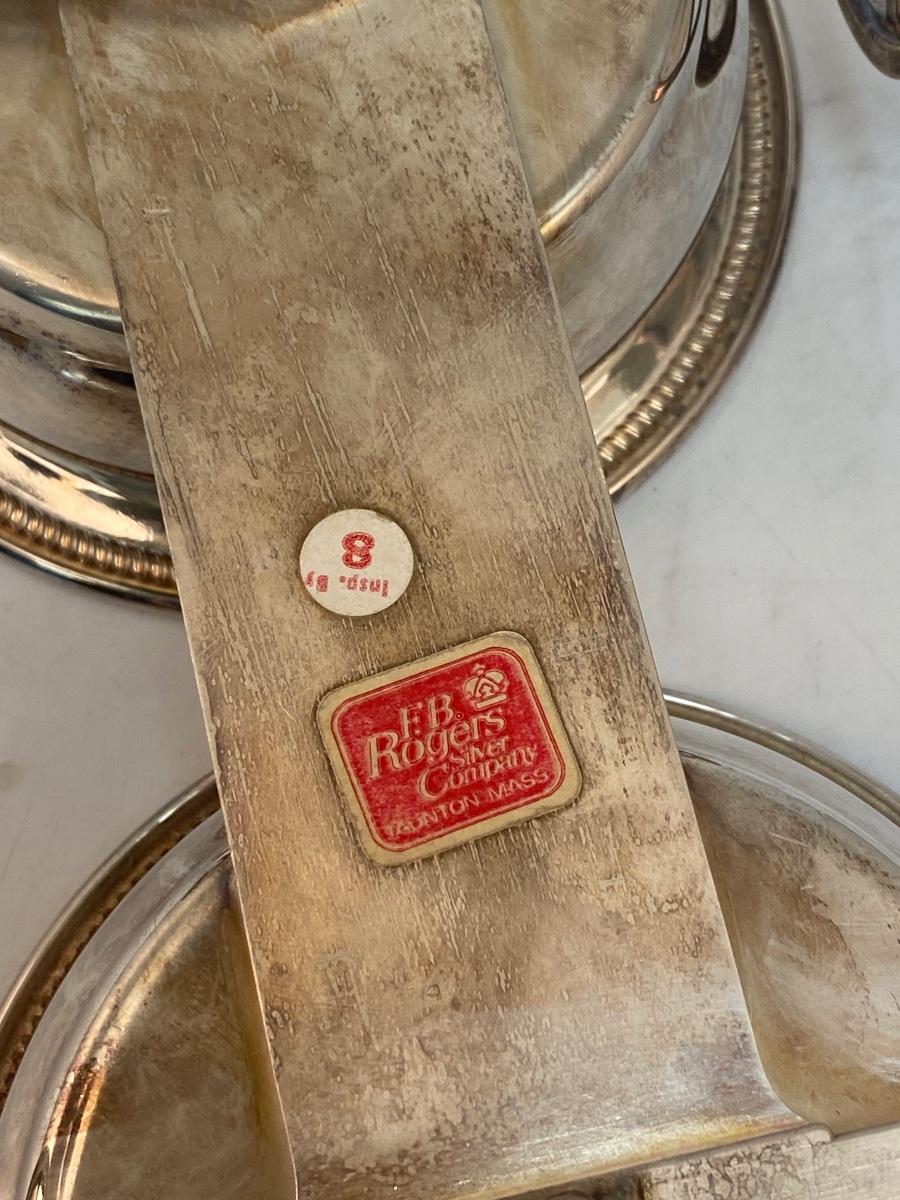 Insp. By
8
F.B.
Rogers
Silver
Company
TAUNTON MASS